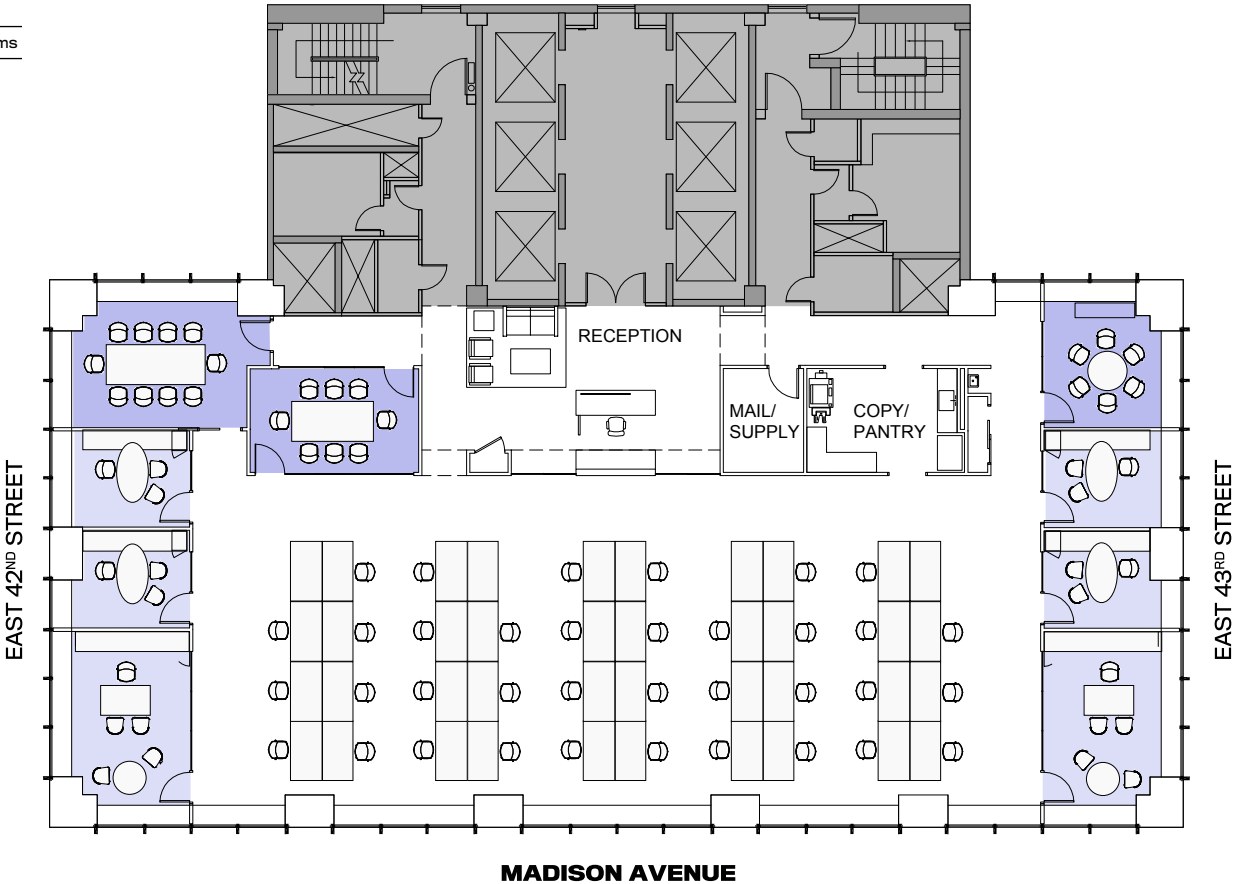 ms
RECEPTION
MAIL/
SUPPLY
COPY/
PANTRY
EAST 42ND STREET
EAST 43RD STREET
MADISON AVENUE